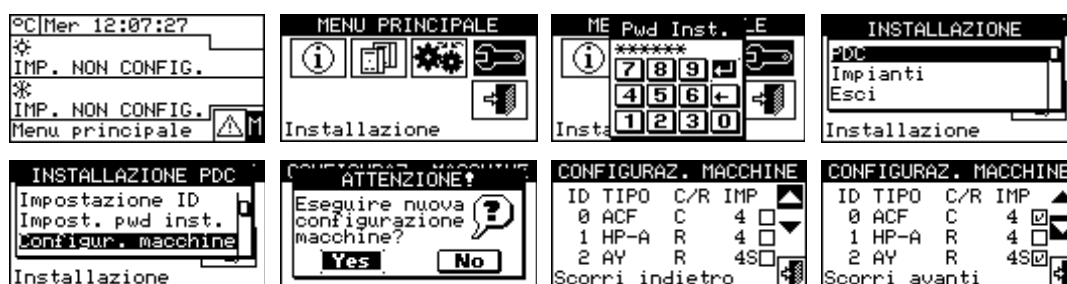 °C Mer 12:07:27
IMP. NON CONFIG.
IMP. NON CONFIG.
Menu principale M
MENU PRINCIPALE
Installazione
ME Pwd Inst. LE
******
7 8 9
4 5 6 ←
1 2 3 0
Insta
INSTALLAZIONE
PDC
Impianti
Esci
Installazione
INSTALLAZIONE PDC
Impostazione ID
Impost. pwd inst.
Configur. macchine
Installazione
ATTENZIONE!
Eseguire nuova
configurazione
macchine?
Yes No
CONFIGURAZ. MACCHINE
ID TIPO C/R IMP
0 ACF C 4
1 HP-A R 4
2 AY R 4S
Scorri indietro
CONFIGURAZ. MACCHINE
ID TIPO C/R IMP
0 ACF C 4
1 HP-A R 4
2 AY R 4S
Scorri avanti